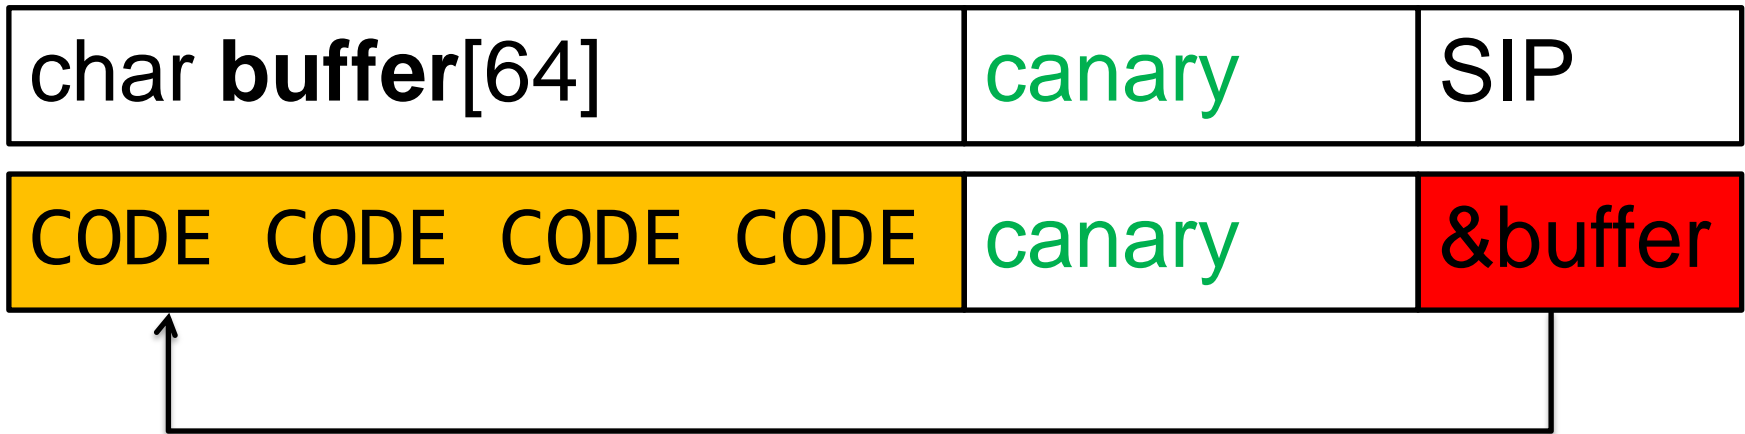 char buffer[64] canary SIP
CODE CODE CODE CODE canary &buffer